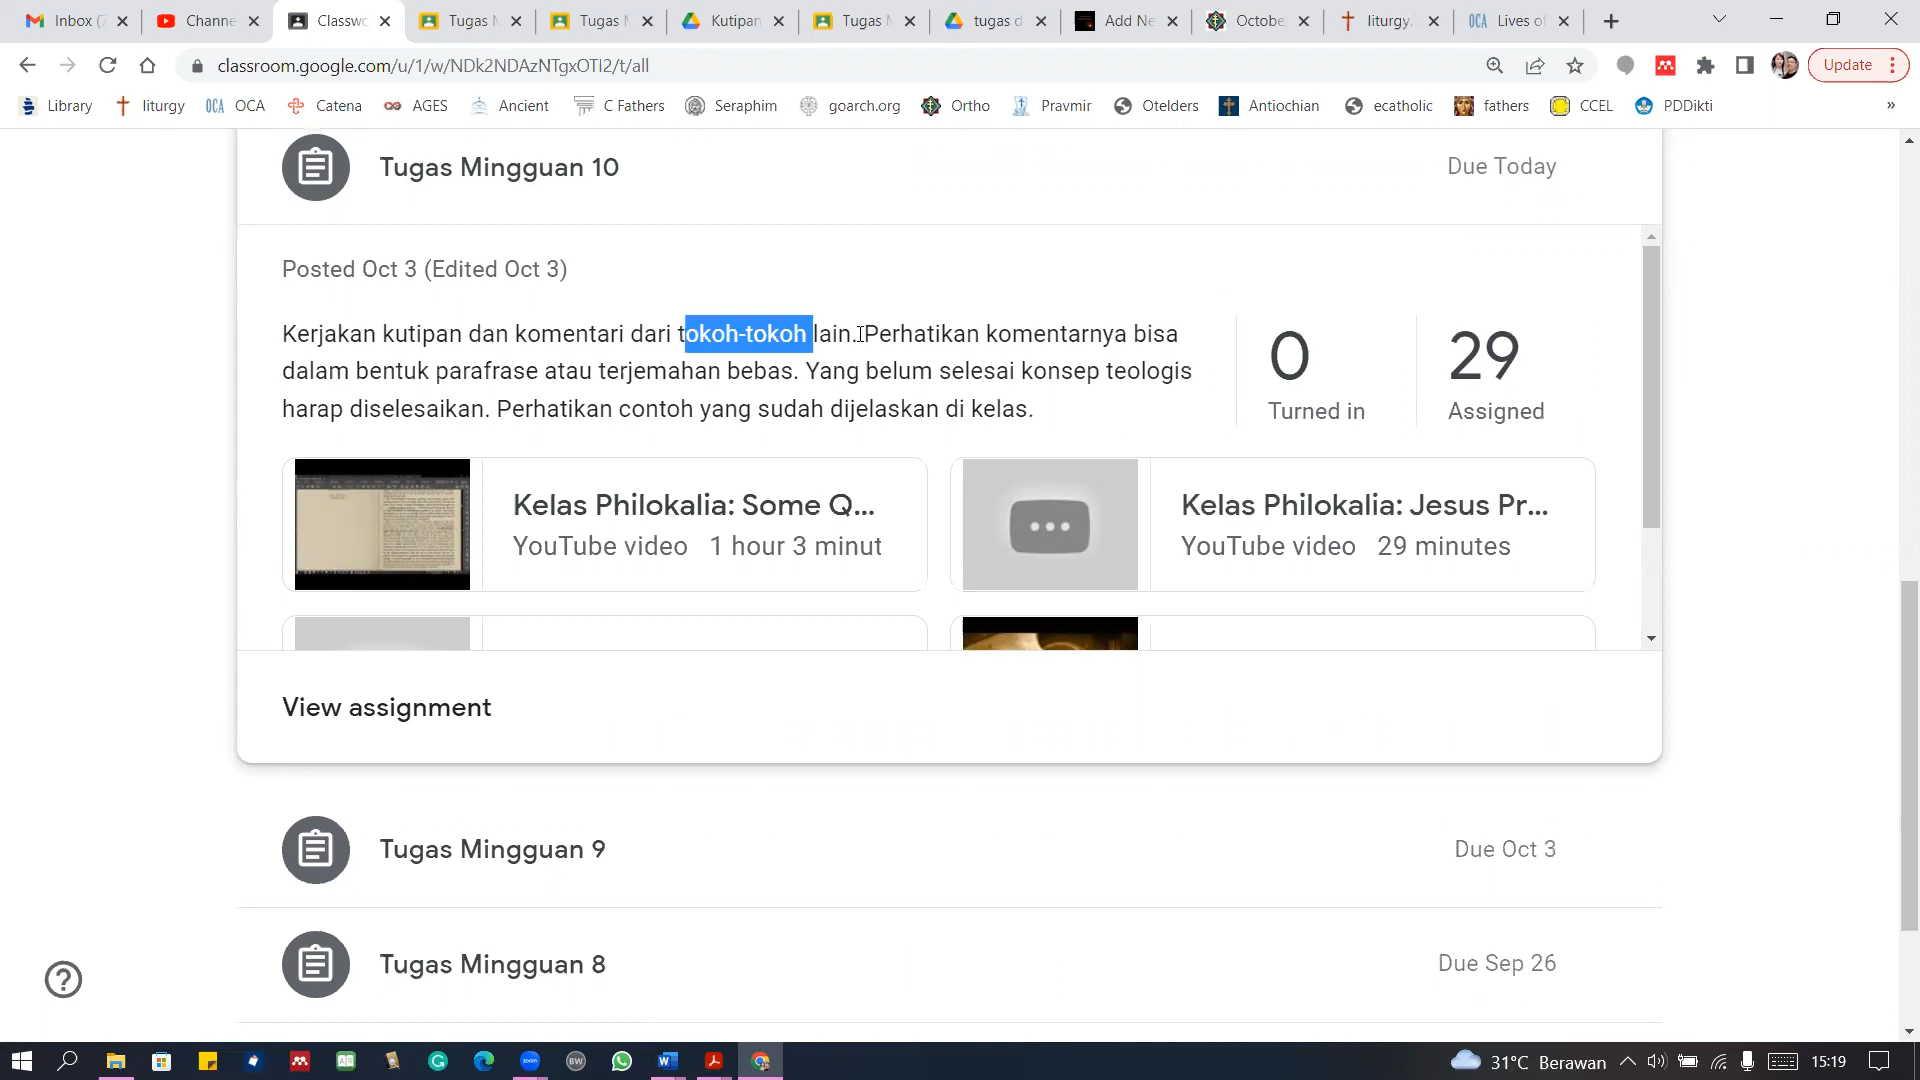 Inbox (7
Channe
Classwo
Tugas M
Tugas M
Kutipan
Tugas M
tugas d
Add Ne
Octobe
liturgy.
OCA Lives of
classroom.google.com/u/1/w/NDk2NDAzNTgxOTI2/t/all
Update
Library
liturgy
OCA OCA
Catena
AGES
Ancient
C Fathers
Seraphim
goarch.org
Ortho
Pravmir
Otelders
Antiochian
ecatholic
fathers
CCEL
PDDikti
»
Tugas Mingguan 10
Due Today
Posted Oct 3 (Edited Oct 3)
Kerjakan kutipan dan komentari dari tokoh-tokoh lain. Perhatikan komentarnya bisa
dalam bentuk parafrase atau terjemahan bebas. Yang belum selesai konsep teologis
harap diselesaikan. Perhatikan contoh yang sudah dijelaskan di kelas.
0
Turned in
29
Assigned
Kelas Philokalia: Some Q...
YouTube video 1 hour 3 minut
Kelas Philokalia: Jesus Pr...
YouTube video 29 minutes
View assignment
Tugas Mingguan 9
Due Oct 3
Tugas Mingguan 8
Due Sep 26
zoom
BW
31°C Berawan
15:19